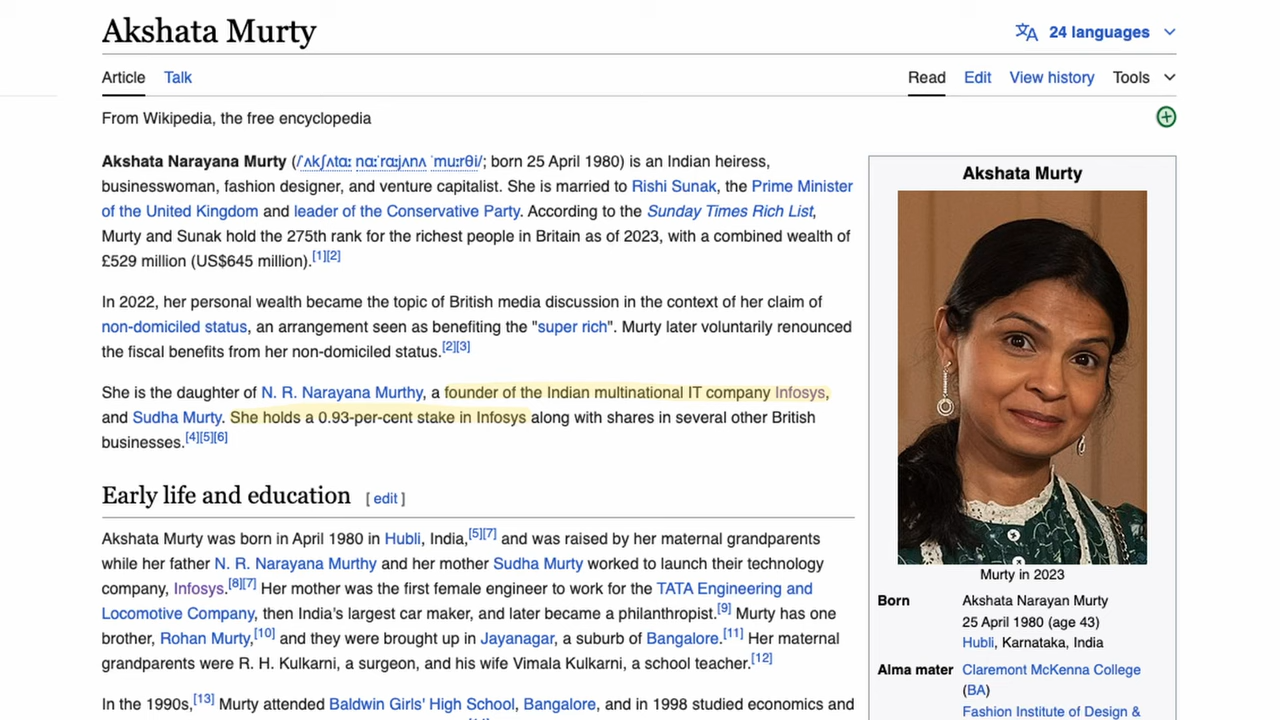 Akshata Murty
24 languages
Article Talk
Read Edit View history Tools
From Wikipedia, the free encyclopedia
Akshata Narayana Murty (/ˈʌkʃʌtɑː nɑːˈrɑːjʌnʌ ˈmuːrθi/; born 25 April 1980) is an Indian heiress,
businesswoman, fashion designer, and venture capitalist. She is married to Rishi Sunak, the Prime Minister
of the United Kingdom and leader of the Conservative Party. According to the Sunday Times Rich List,
Murty and Sunak hold the 275th rank for the richest people in Britain as of 2023, with a combined wealth of
£529 million (US$645 million).[1][2]
In 2022, her personal wealth became the topic of British media discussion in the context of her claim of
non-domiciled status, an arrangement seen as benefiting the "super rich". Murty later voluntarily renounced
the fiscal benefits from her non-domiciled status.[2][3]
She is the daughter of N. R. Narayana Murthy, a founder of the Indian multinational IT company Infosys,
and Sudha Murty. She holds a 0.93-per-cent stake in Infosys along with shares in several other British
businesses.[4][5][6]
Early life and education [ edit ]
Akshata Murty was born in April 1980 in Hubli, India,[5][7] and was raised by her maternal grandparents
while her father N. R. Narayana Murthy and her mother Sudha Murty worked to launch their technology
company, Infosys.[8][7] Her mother was the first female engineer to work for the TATA Engineering and
Locomotive Company, then India's largest car maker, and later became a philanthropist.[9] Murty has one
brother, Rohan Murty,[10] and they were brought up in Jayanagar, a suburb of Bangalore.[11] Her maternal
grandparents were R. H. Kulkarni, a surgeon, and his wife Vimala Kulkarni, a school teacher.[12]
In the 1990s,[13] Murty attended Baldwin Girls' High School, Bangalore, and in 1998 studied economics and
Akshata Murty
Murty in 2023
Born Akshata Narayan Murty
25 April 1980 (age 43)
Hubli, Karnataka, India
Alma mater Claremont McKenna College
(BA)
Fashion Institute of Design &